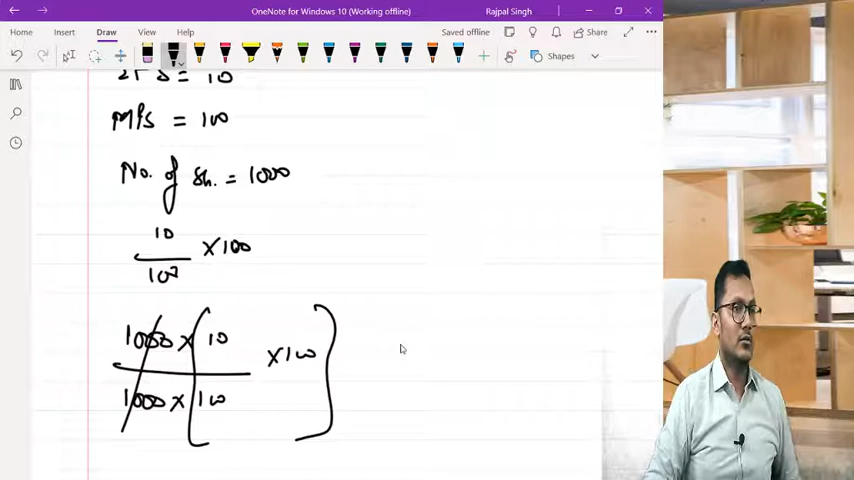 OneNote for Windows 10 (Working offline)
Rajpal Singh
Home Insert Draw View Help
Saved offline
Share
Shapes
= 10
MPS = 100
No. of Sh. = 1000
10
100
×100
1000 × 10
1000 × 100
×100